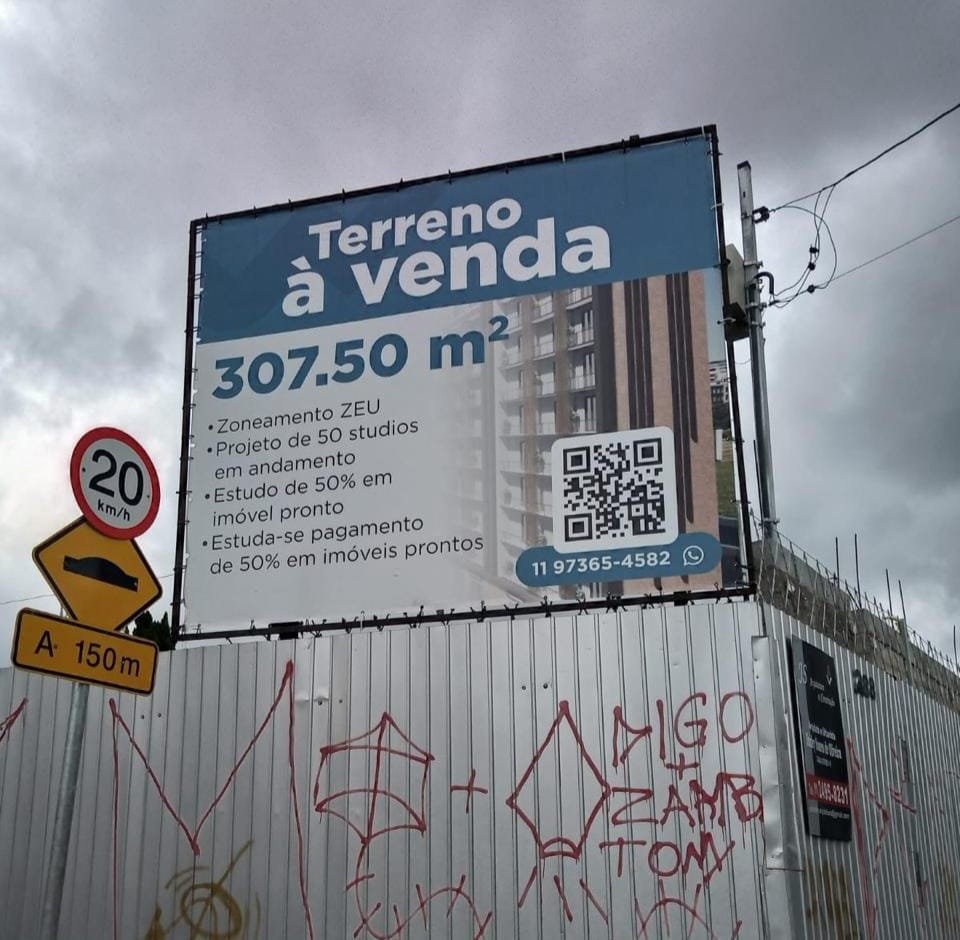 Terreno
à venda
307.50 m²
• Zoneamento ZEU
• Projeto de 50 studios
em andamento
• Estudo de 50% em
imóvel pronto
• Estuda-se pagamento
de 50% em imóveis prontos
11 97365-4582
20
km/h
A 150m
DIGO
+
ZAMB
TOM